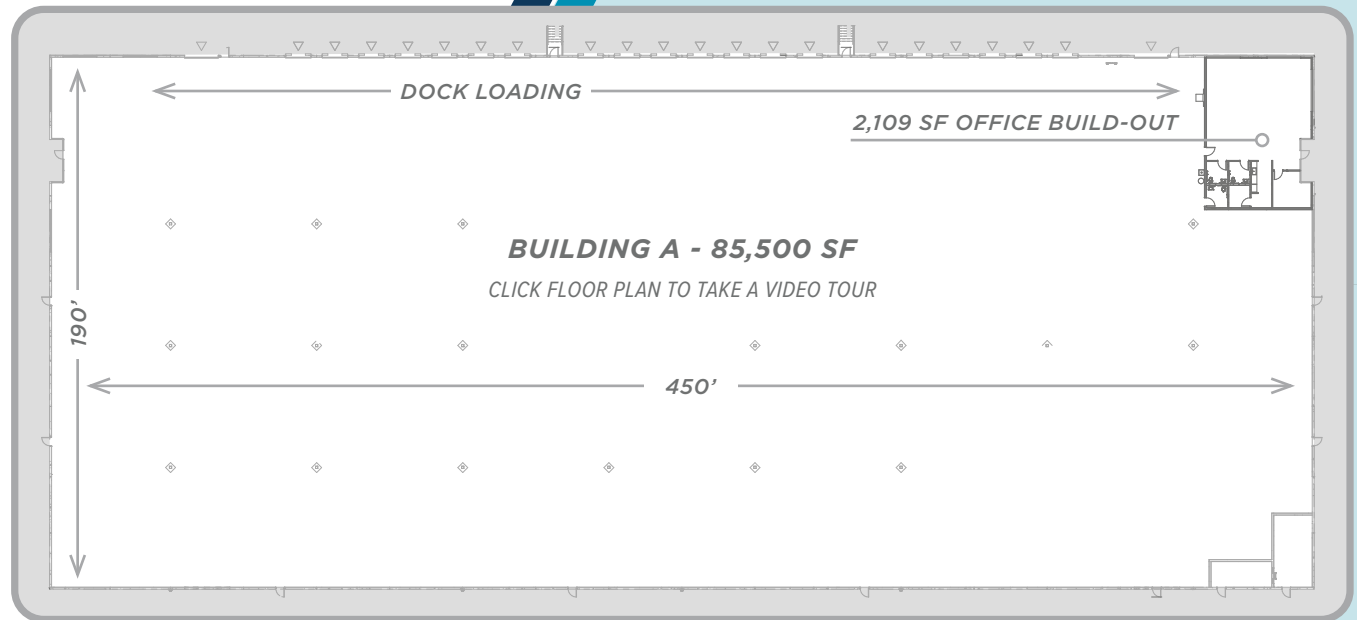 DOCK LOADING
2,109 SF OFFICE BUILD-OUT
BUILDING A - 85,500 SF
CLICK FLOOR PLAN TO TAKE A VIDEO TOUR
190’
450’